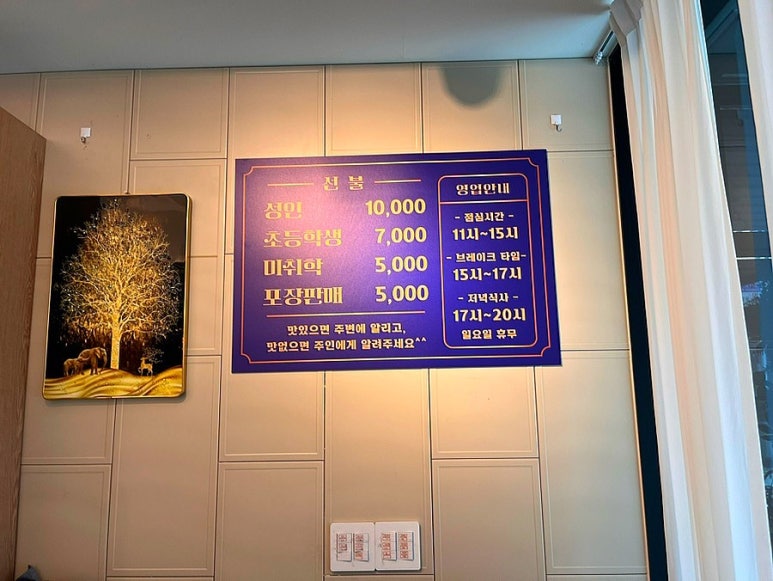 선 불
성인 10,000
초등학생 7,000
미취학 5,000
포장판매 5,000
맛있으면 주변에 알리고,
맛없으면 주인에게 알려주세요^^
영업안내
- 점심시간 -
11시~15시
- 브레이크 타임-
15시~17시
- 저녁식사 -
17시~20시
일요일 휴무